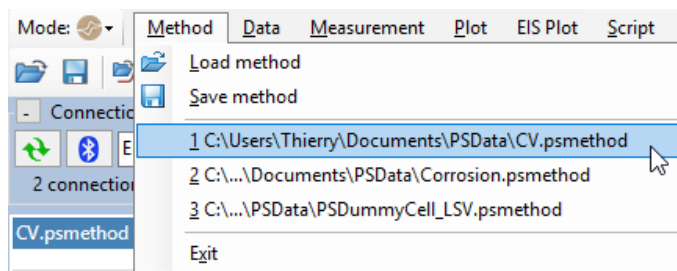 Mode: Method Data Measurement Plot EIS Plot Script
Load method
Save method
- Connectio
1 C:\Users\Thierry\Documents\PSData\CV.psmethod
E
2 C:\...\Documents\PSData\Corrosion.psmethod
2 connection
3 C:\...\PSData\PSDummyCell_LSV.psmethod
CV.psmethod
Exit